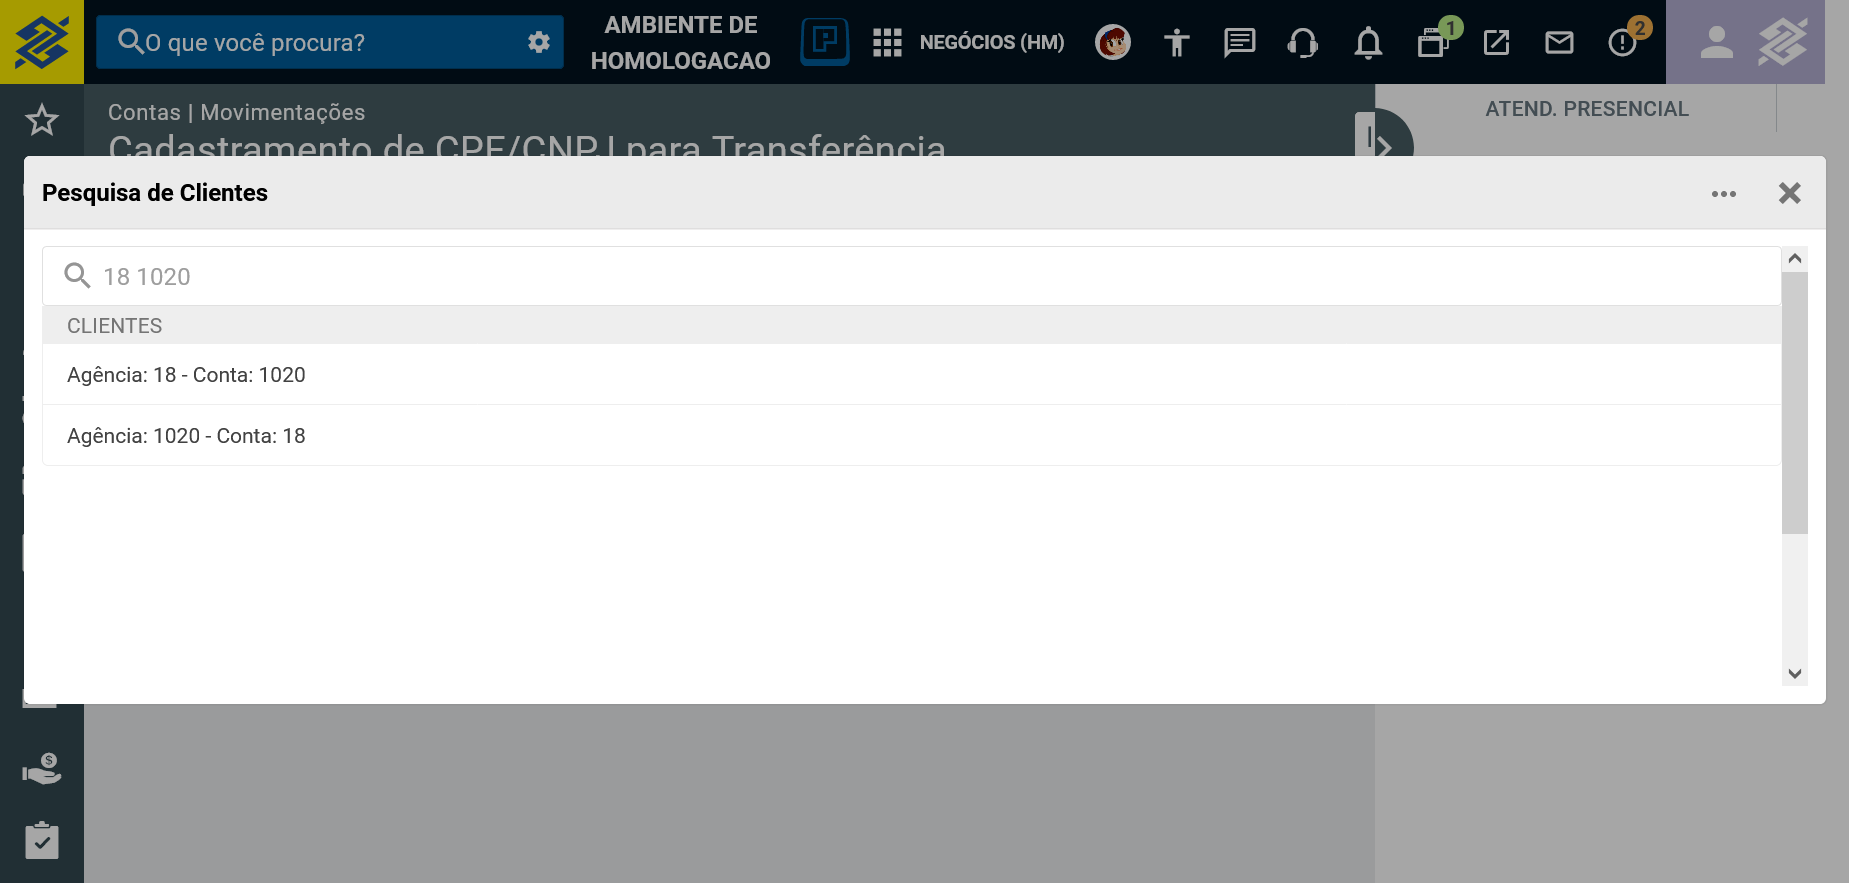 O que você procura?
AMBIENTE DE
HOMOLOGACAO
NEGÓCIOS (HM)
1
2
Contas | Movimentações
Cadastramento de CPF/CNPJ para Transferência
ATEND. PRESENCIAL
Pesquisa de Clientes
18 1020
CLIENTES
Agência: 18 - Conta: 1020
Agência: 1020 - Conta: 18